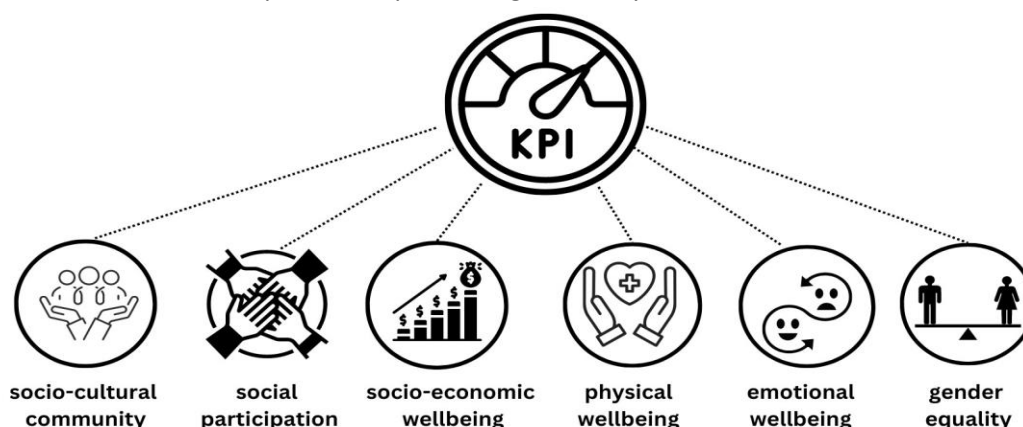 KPI
socio-cultural
community
social
participation
socio-economic
wellbeing
physical
wellbeing
emotional
wellbeing
gender
equality